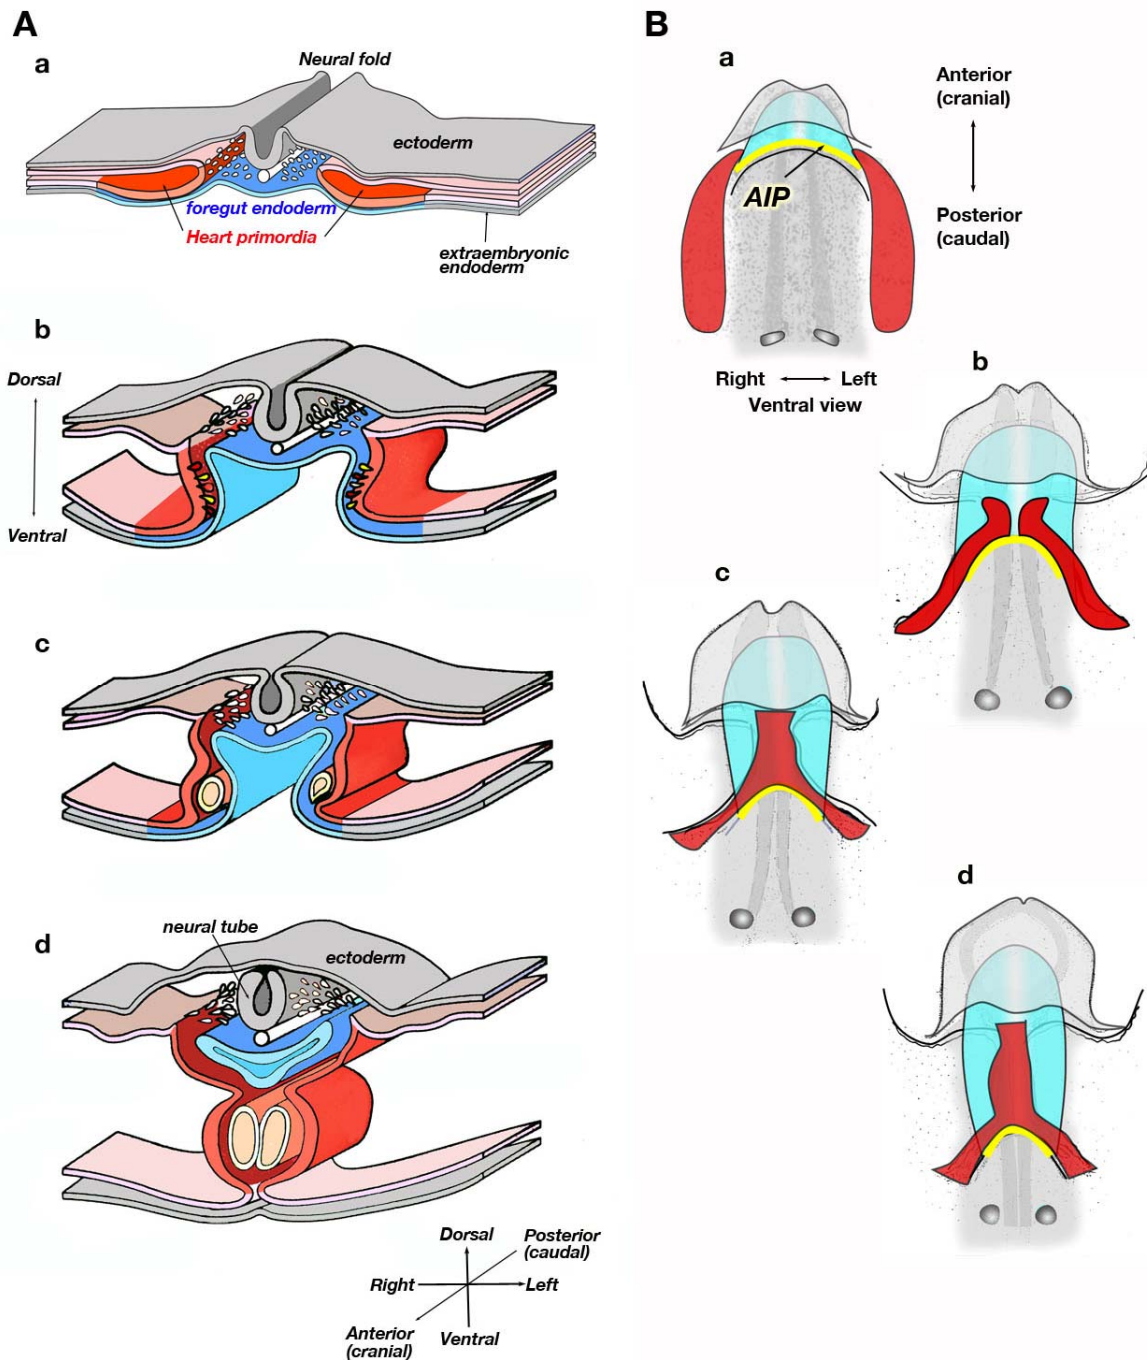 A
a
Neural fold
ectoderm
foregut endoderm
Heart primordia
extraembryonic
endoderm
b
Dorsal
Ventral
c
d
neural tube
ectoderm
Dorsal
Posterior
(caudal)
Right
Left
Anterior
(cranial)
Ventral
B
a
Anterior
(cranial)
AIP
Posterior
(caudal)
Right
Left
Ventral view
b
c
d